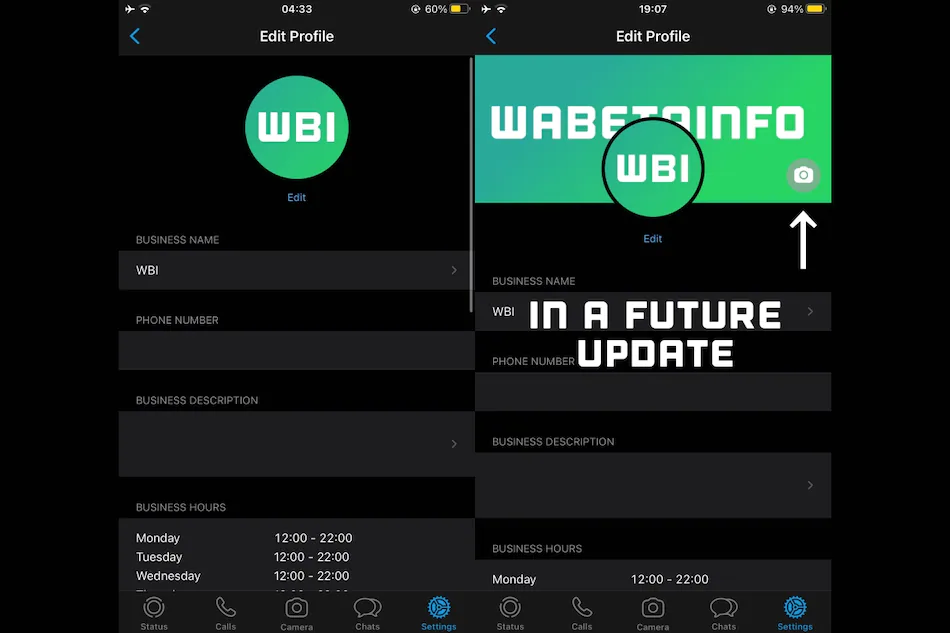 04:33
60%
Edit Profile
WBI
Edit
BUSINESS NAME
WBI
PHONE NUMBER
BUSINESS DESCRIPTION
BUSINESS HOURS
Monday 12:00 - 22:00
Tuesday 12:00 - 22:00
Wednesday 12:00 - 22:00
Status Calls Camera Chats Settings
19:07
94%
Edit Profile
WABETAINFO
WBI
Edit
BUSINESS NAME
WBI
IN A FUTURE
UPDATE
PHONE NUMBER
BUSINESS DESCRIPTION
BUSINESS HOURS
Monday 12:00 - 22:00
Status Calls Camera Chats Settings